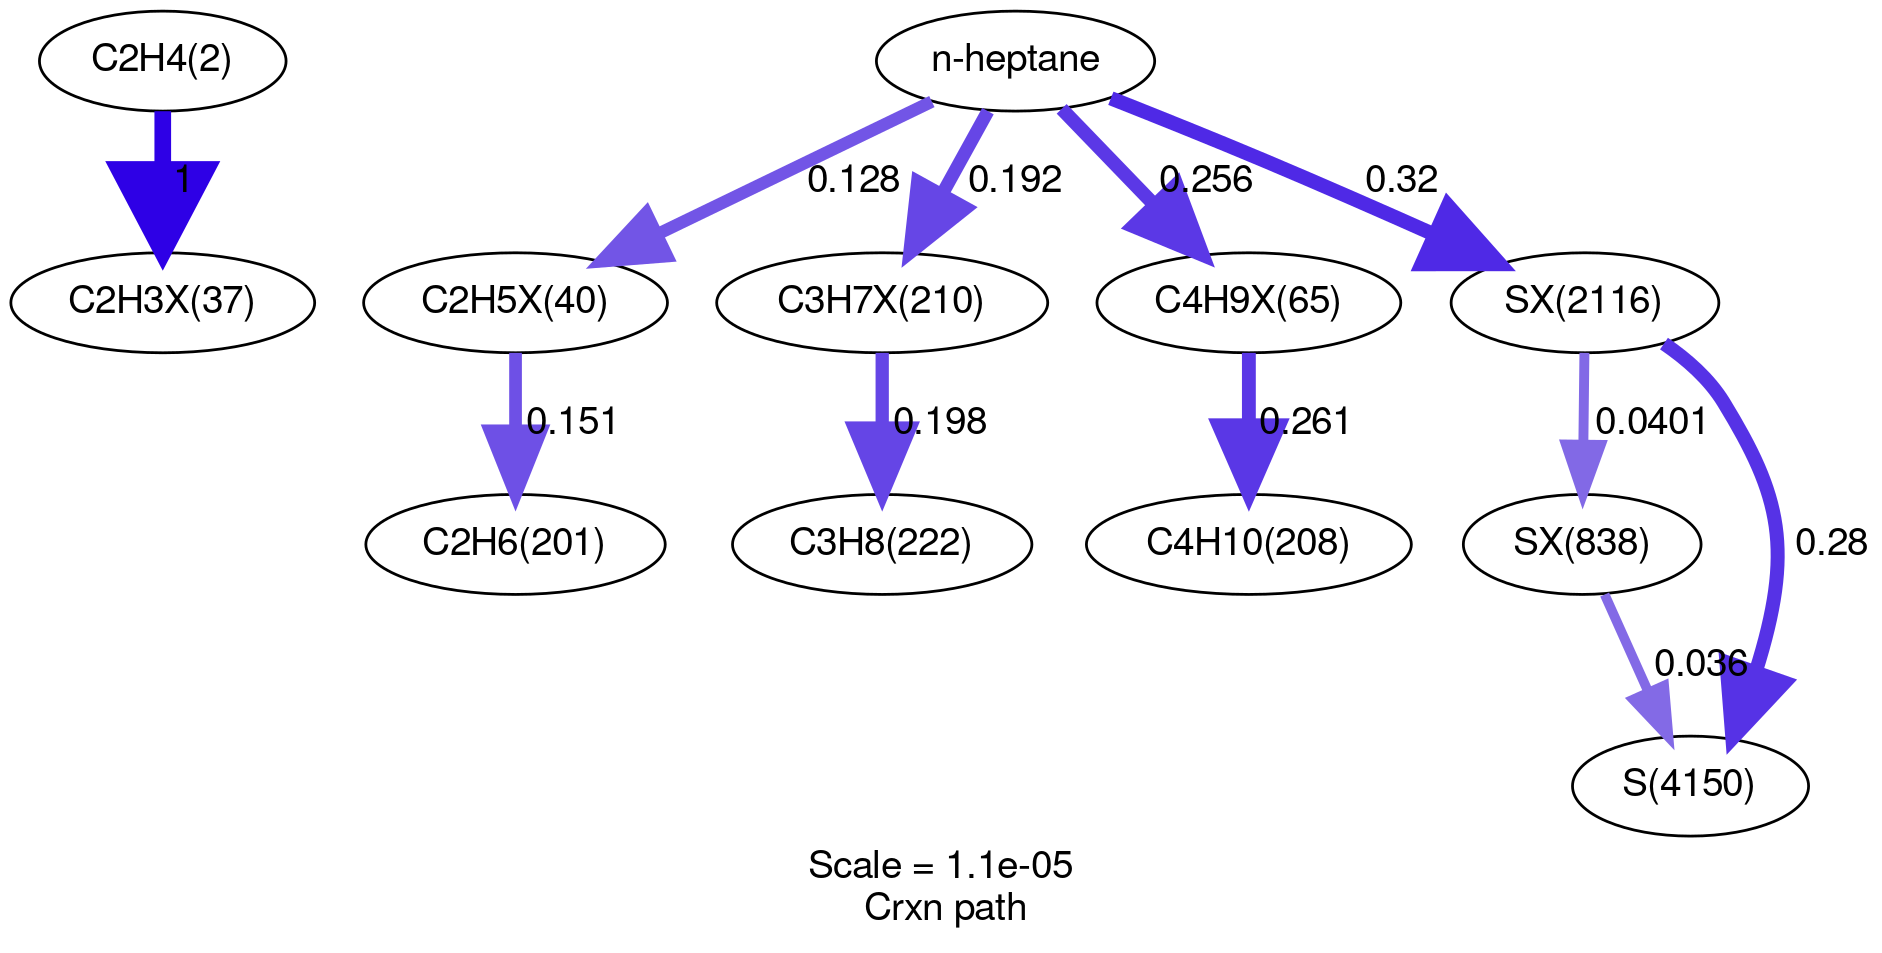 C2H4(2)
n-heptane
1
0.128
0.192
0.256
0.32
C2H3X(37)
C2H5X(40)
C3H7X(210)
C4H9X(65)
SX(2116)
0.151
0.198
0.261
0.0401
C2H6(201)
C3H8(222)
C4H10(208)
SX(838)
0.28
0.036
S(4150)
Scale = 1.1e-05
Crxn path